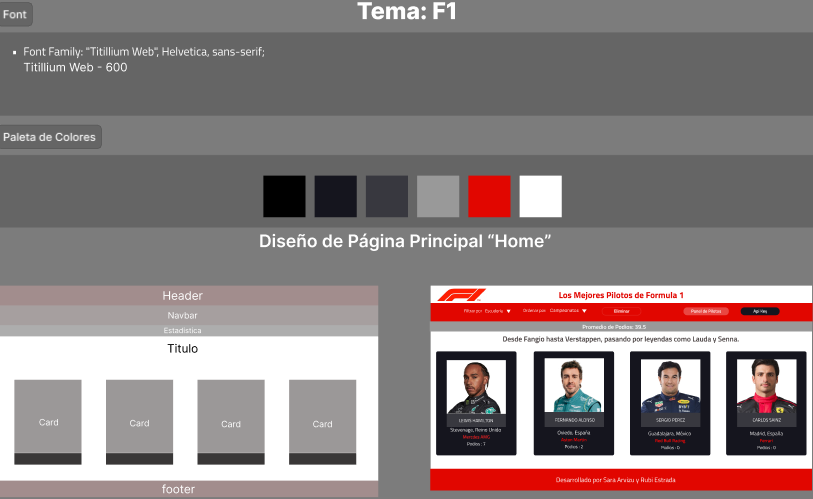 Font
Tema: F1
Font Family: "Titillium Web", Helvetica, sans-serif;
Titillium Web - 600
Paleta de Colores
Diseño de Página Principal “Home”
Header
Navbar
Estadistica
Titulo
Card
Card
Card
Card
footer
F1
Los Mejores Pilotos de Formula 1
Filtrar por Escudería ▼ Ordenar por Campeonatos ▼ Eliminar Panel de Pilotos Api Key
Promedio de Podios: 39.5
Desde Fangio hasta Verstappen, pasando por leyendas como Lauda y Senna.
LEWIS HAMILTON
Stevenage, Reino Unido
Mercedes AMG
Podios : 7
FERNANDO ALONSO
Oviedo, España
Aston Martin
Podios : 2
SERGIO PEREZ
Guadalajara, México
Red Bull Racing
Podios : 0
CARLOS SAINZ
Madrid, España
Ferrari
Podios : 0
Desarrollado por Sara Arvizu y Rubi Estrada